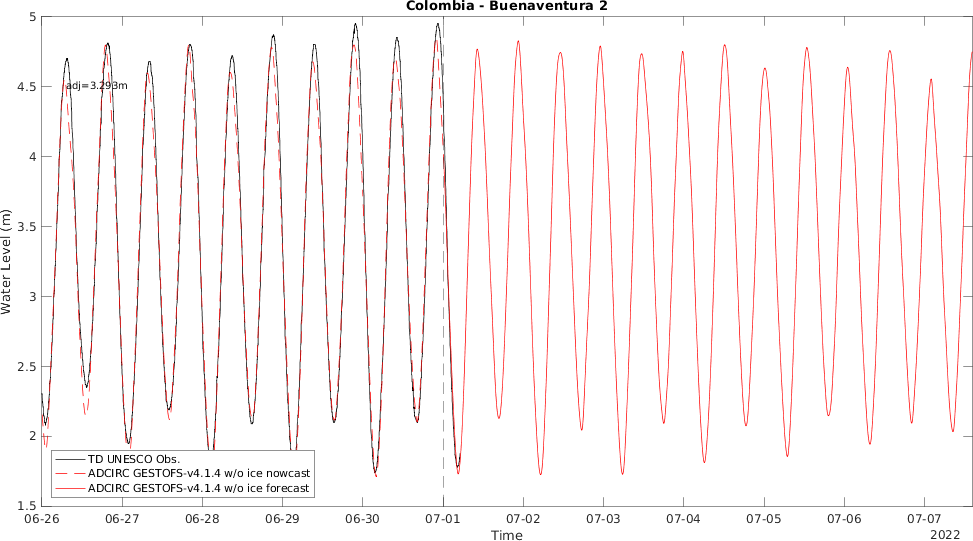 Colombia - Buenaventura 2
5
4.5
4
3.5
3
2.5
2
1.5
Water Level (m)
adj=3.293m
TD UNESCO Obs.
ADCIRC GESTOFS-v4.1.4 w/o ice nowcast
ADCIRC GESTOFS-v4.1.4 w/o ice forecast
06-26 06-27 06-28 06-29 06-30 07-01 07-02 07-03 07-04 07-05 07-06 07-07
Time
2022